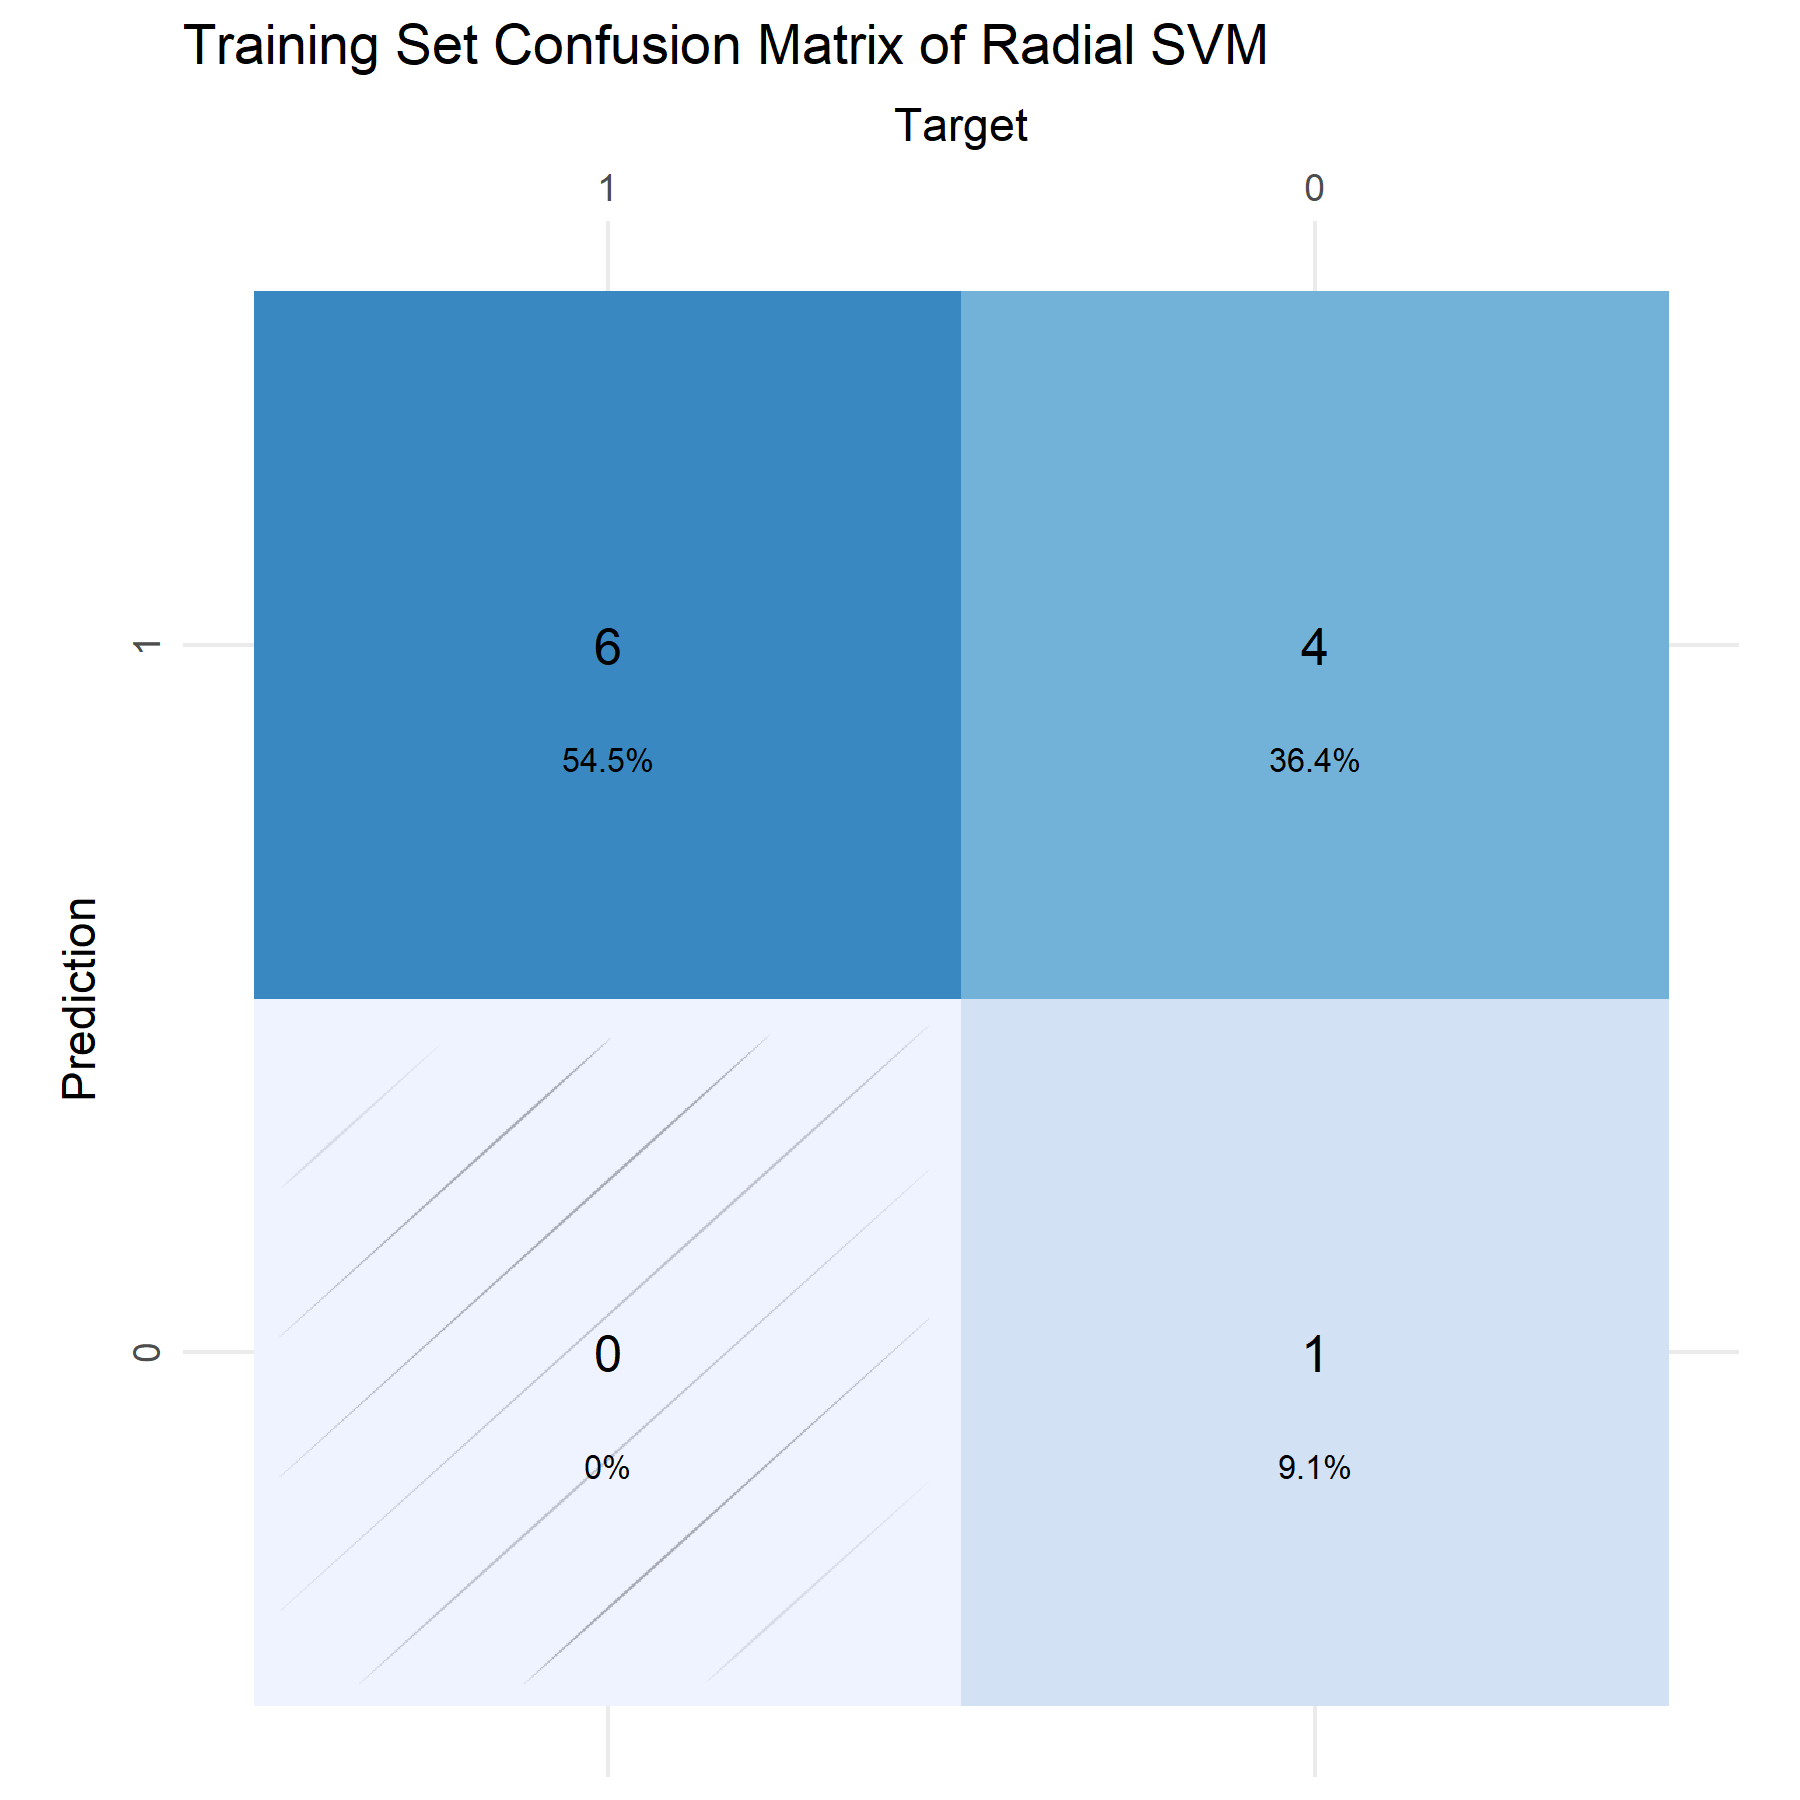 Training Set Confusion Matrix of Radial SVM
Target
1 0
1
6 4
54.5% 36.4%
Prediction
0
0 1
0% 9.1%